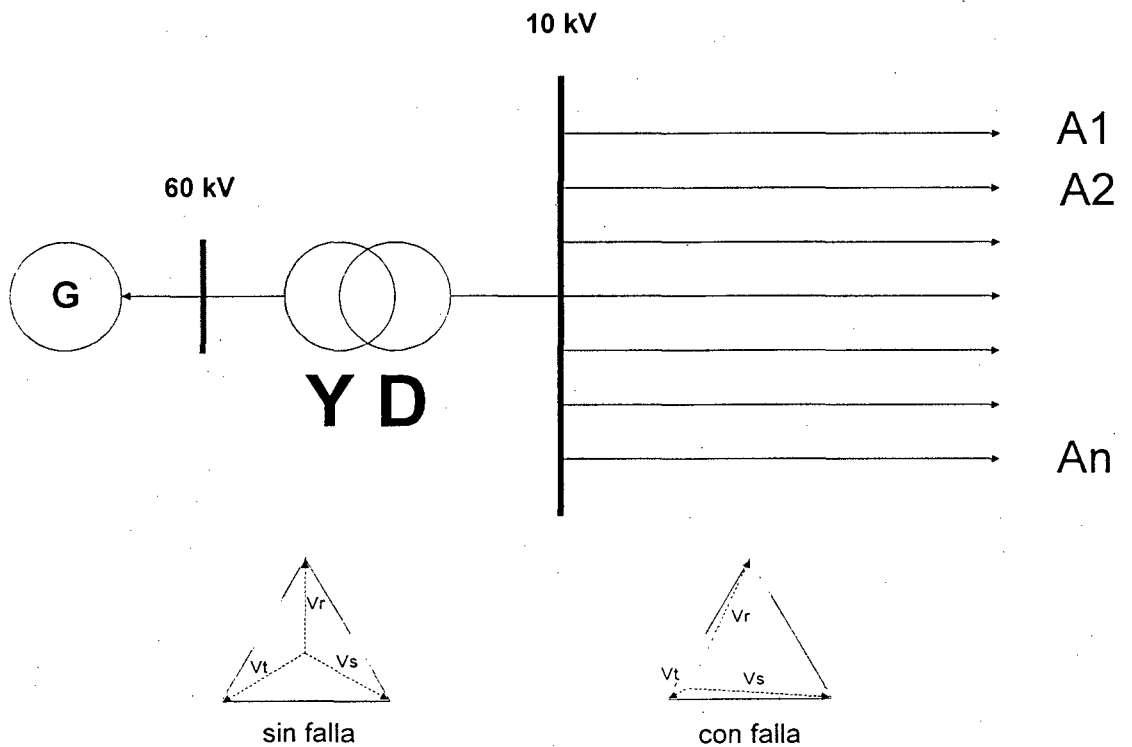 10 kV
A1
60 kV
A2
G
Y D
An
Vr
Vt
Vs
sin falla
Vr
Vt
Vs
con falla